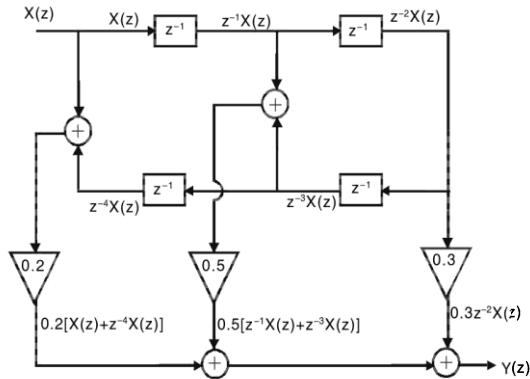 X(z) X(z) z⁻¹ z⁻¹X(z) z⁻¹ z⁻²X(z)
+
+
z⁻⁴X(z) z⁻¹ z⁻³X(z) z⁻¹
0.2 0.5 0.3
0.2[X(z)+z⁻⁴X(z)] 0.5[z⁻¹X(z)+z⁻³X(z)] 0.3z⁻²X(z)
+ + Y(z)